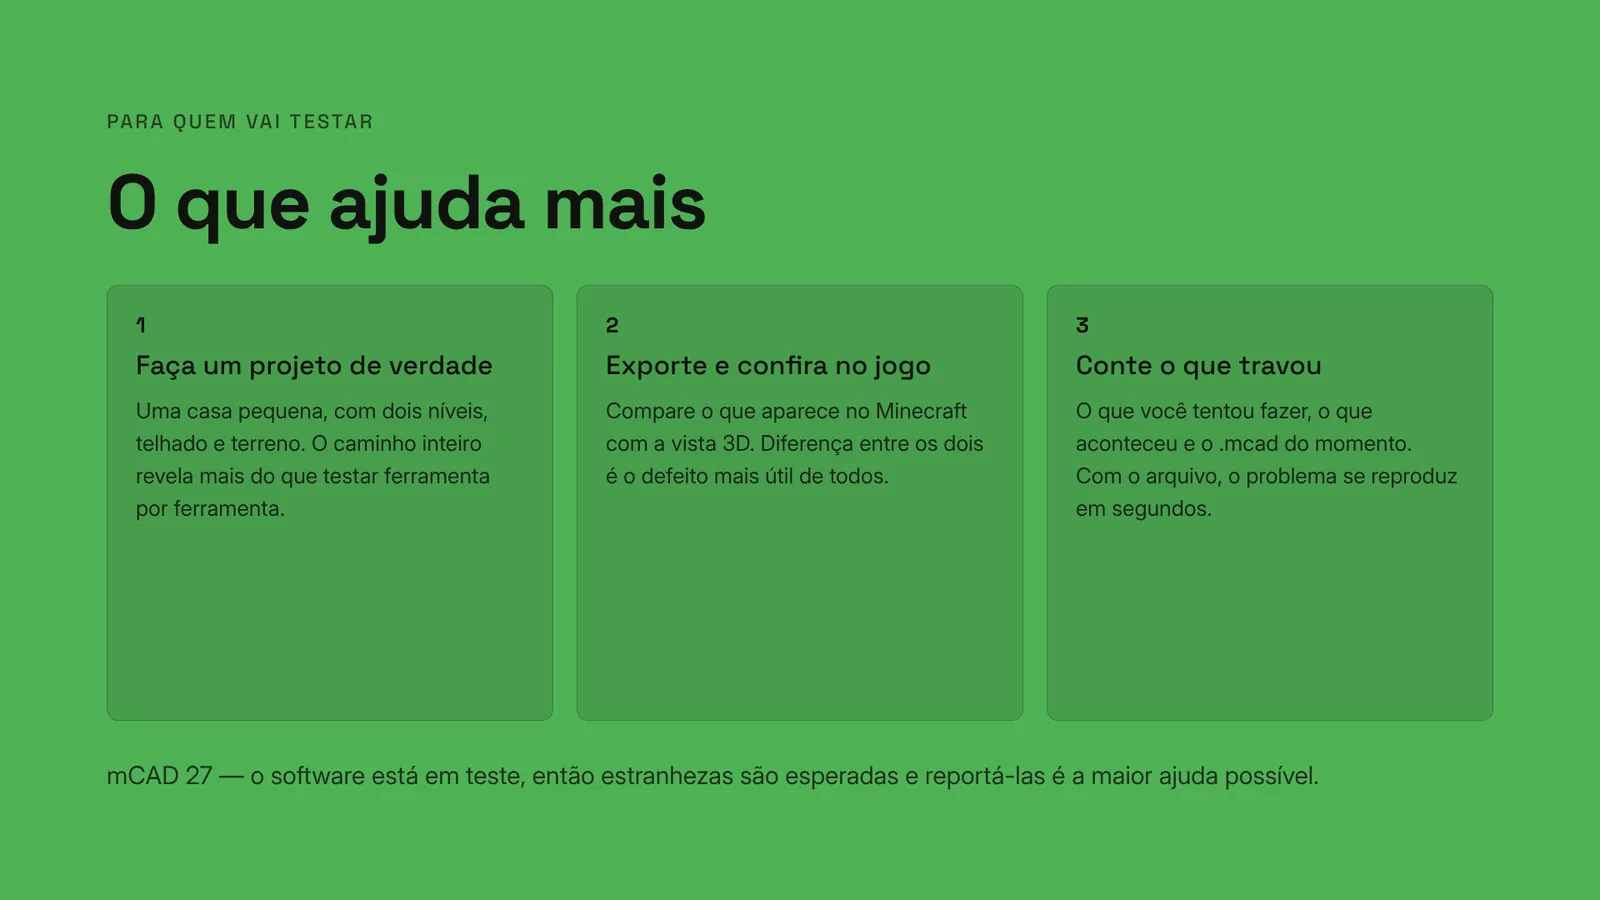 PARA QUEM VAI TESTAR
O que ajuda mais
1
Faça um projeto de verdade
Uma casa pequena, com dois níveis,
telhado e terreno. O caminho inteiro
revela mais do que testar ferramenta
por ferramenta.
2
Exporte e confira no jogo
Compare o que aparece no Minecraft
com a vista 3D. Diferença entre os dois
é o defeito mais útil de todos.
3
Conte o que travou
O que você tentou fazer, o que
aconteceu e o .mcad do momento.
Com o arquivo, o problema se reproduz
em segundos.
mCAD 27 — o software está em teste, então estranhezas são esperadas e reportá-las é a maior ajuda possível.